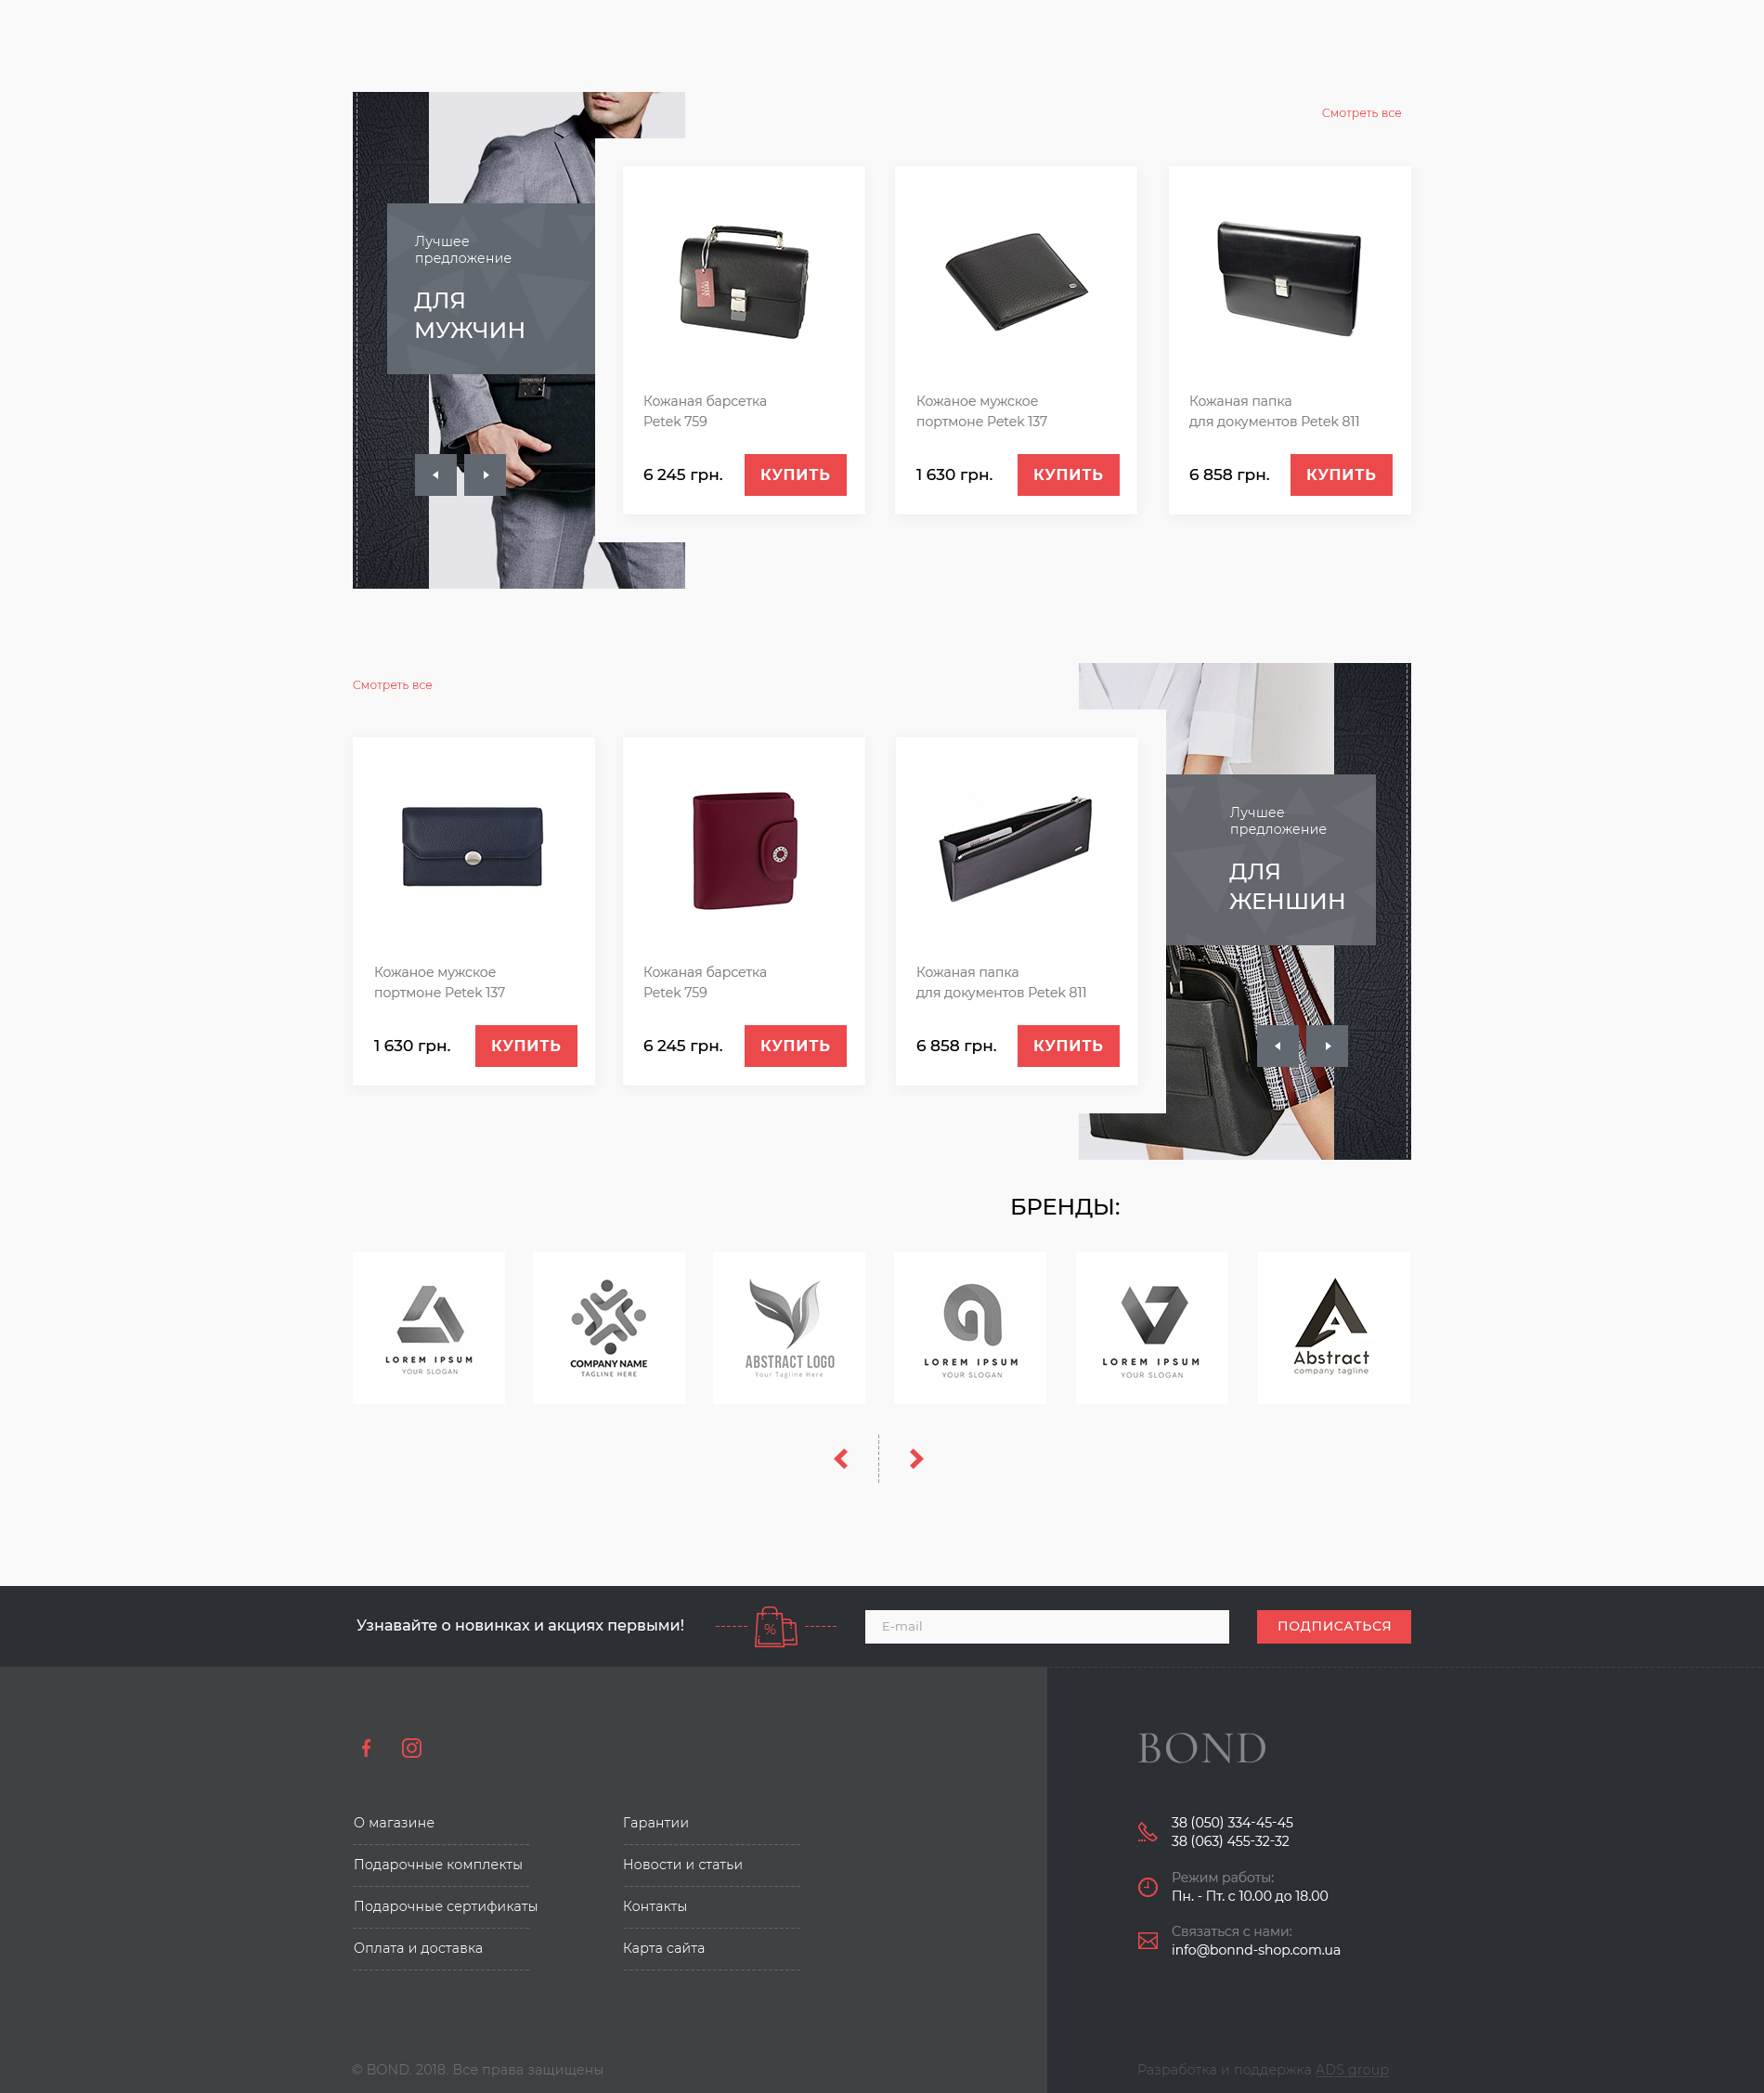 Смотреть все
Лучшее
предложение
ДЛЯ
МУЖЧИН
Кожаная барсетка
Petek 759
6 245 грн.
КУПИТЬ
Кожаное мужское
портмоне Petek 137
1 630 грн.
КУПИТЬ
Кожаная папка
для документов Petek 811
6 858 грн.
КУПИТЬ
Смотреть все
Кожаное мужское
портмоне Petek 137
1 630 грн.
КУПИТЬ
Кожаная барсетка
Petek 759
6 245 грн.
КУПИТЬ
Кожаная папка
для документов Petek 811
6 858 грн.
КУПИТЬ
Лучшее
предложение
ДЛЯ
ЖЕНШИН
БРЕНДЫ:
LOREM IPSUM
YOUR SLOGAN
COMPANY NAME
TAGLINE HERE
ABSTRACT LOGO
Your Tagline Here
LOREM IPSUM
YOUR SLOGAN
LOREM IPSUM
YOUR SLOGAN
Abstract
company tagline
Узнавайте о новинках и акциях первыми!
%
E-mail
ПОДПИСАТЬСЯ
О магазине
Подарочные комплекты
Подарочные сертификаты
Оплата и доставка
Гарантии
Новости и статьи
Контакты
Карта сайта
BOND
38 (050) 334-45-45
38 (063) 455-32-32
Режим работы:
Пн. - Пт. с 10.00 до 18.00
Связаться с нами:
info@bonnd-shop.com.ua
© BOND. 2018. Все права защищены
Разработка и поддержка ADS group